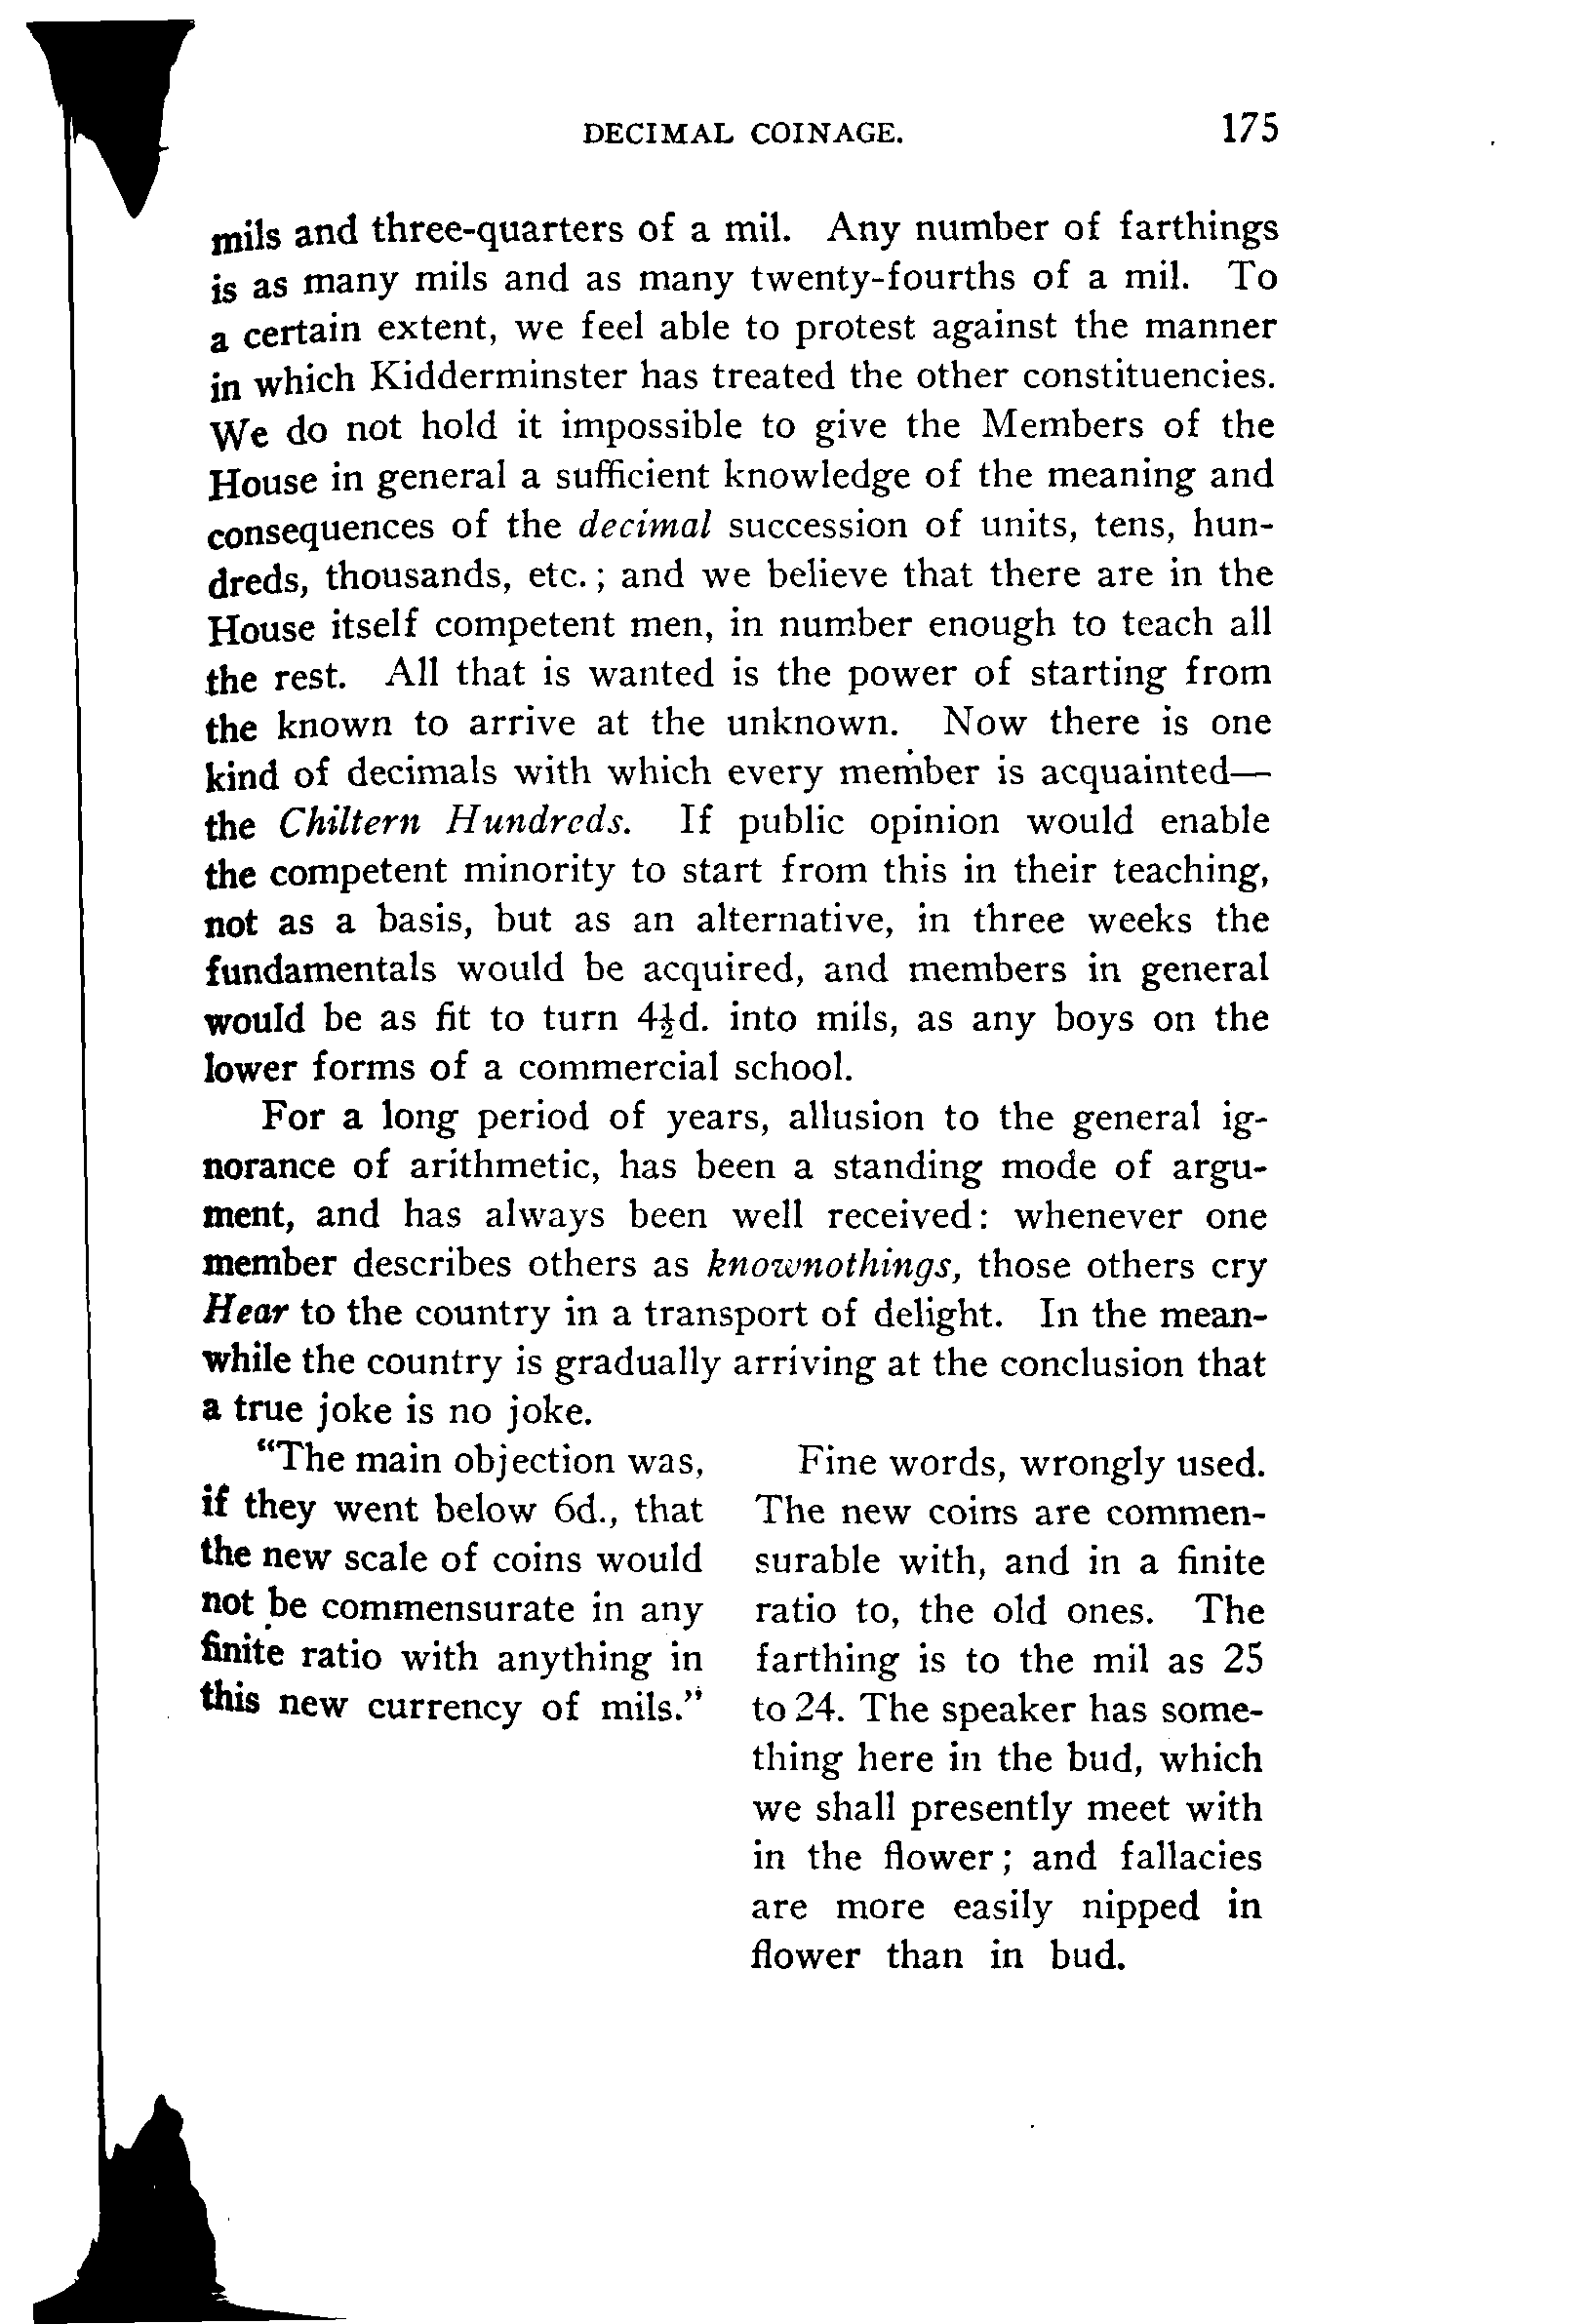 DECIMAL COINAGE. 175
mils and three-quarters of a mil. Any number of farthings
is as many mils and as many twenty-fourths of a mil. To
a certain extent, we feel able to protest against the manner
in which Kidderminster has treated the other constituencies.
We do not hold it impossible to give the Members of the
House in general a sufficient knowledge of the meaning and
consequences of the decimal succession of units, tens, hun-
dreds, thousands, etc.; and we believe that there are in the
House itself competent men, in number enough to teach all
the rest. All that is wanted is the power of starting from
the known to arrive at the unknown. Now there is one
kind of decimals with which every member is acquainted—
the Chiltern Hundreds. If public opinion would enable
the competent minority to start from this in their teaching,
not as a basis, but as an alternative, in three weeks the
fundamentals would be acquired, and members in general
would be as fit to turn 4½d. into mils, as any boys on the
lower forms of a commercial school.
For a long period of years, allusion to the general ig-
norance of arithmetic, has been a standing mode of argu-
ment, and has always been well received: whenever one
member describes others as knownothings, those others cry
Hear to the country in a transport of delight. In the mean-
while the country is gradually arriving at the conclusion that
a true joke is no joke.
"The main objection was,
if they went below 6d., that
the new scale of coins would
not be commensurate in any
finite ratio with anything in
this new currency of mils."
Fine words, wrongly used.
The new coins are commen-
surable with, and in a finite
ratio to, the old ones. The
farthing is to the mil as 25
to 24. The speaker has some-
thing here in the bud, which
we shall presently meet with
in the flower; and fallacies
are more easily nipped in
flower than in bud.